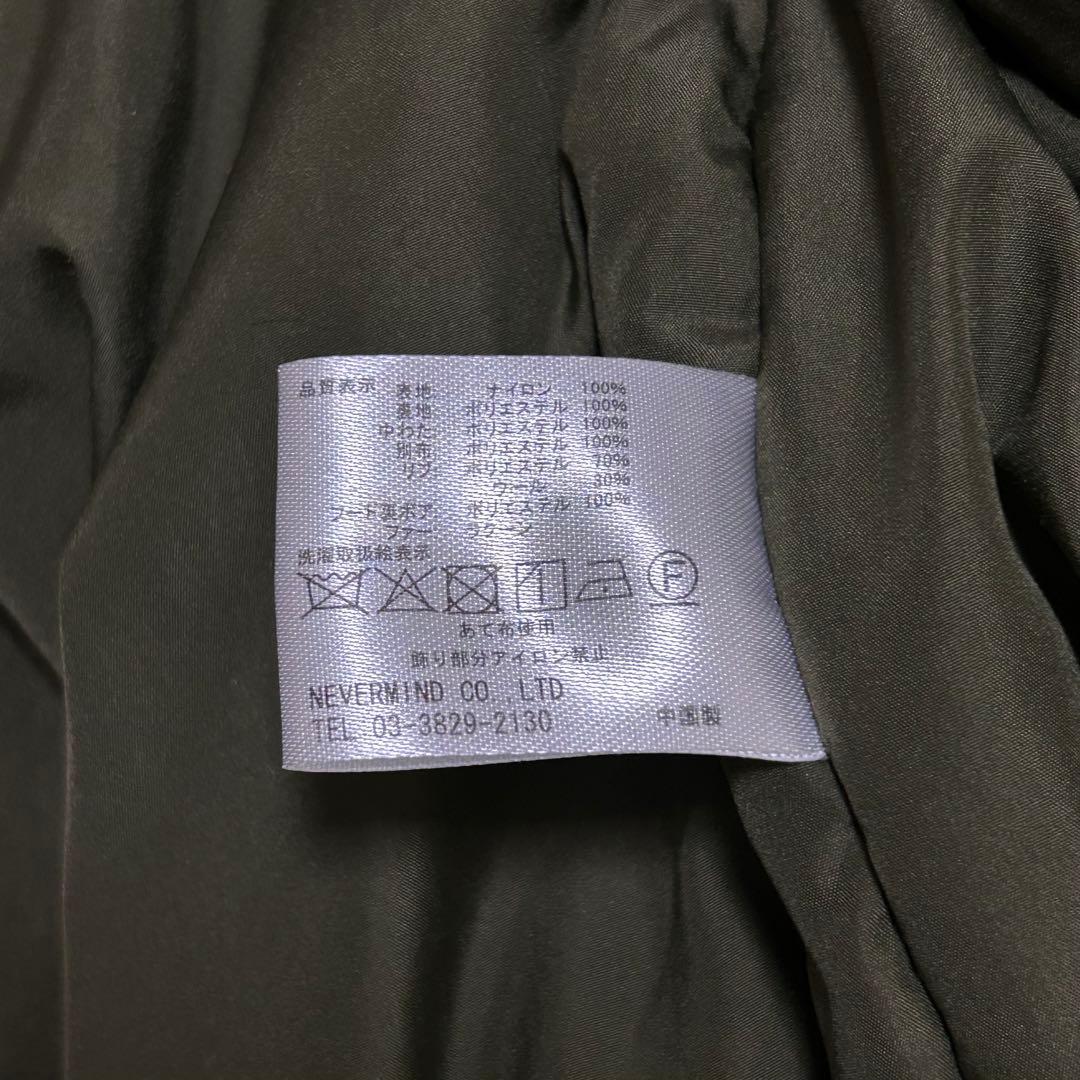 品質表示 表地 ナイロン 100%
裏地 ポリエステル 100%
中わた ポリエステル 100%
別布 ポリエステル 100%
リブ ポリエステル 70%
ウール 30%
フード裏ボア ポリエステル 100%
ファー ラクーン
洗濯取扱絵表示
F
あて布使用
飾り部分アイロン禁止
NEVERMIND CO.,LTD
TEL 03-3829-2130 中国製